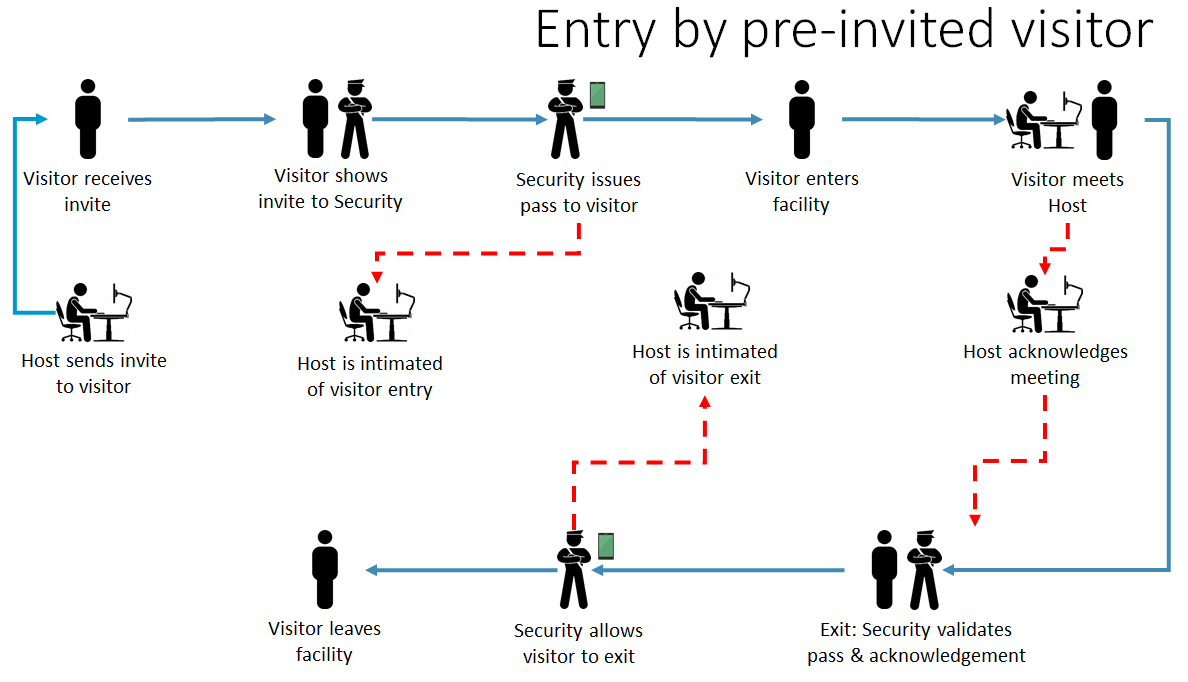 Entry by pre-invited visitor
Visitor receives
invite
Visitor shows
invite to Security
Security issues
pass to visitor
Visitor enters
facility
Visitor meets
Host
Host sends invite
to visitor
Host is intimated
of visitor entry
Host is intimated
of visitor exit
Host acknowledges
meeting
Visitor leaves
facility
Security allows
visitor to exit
Exit: Security validates
pass & acknowledgement